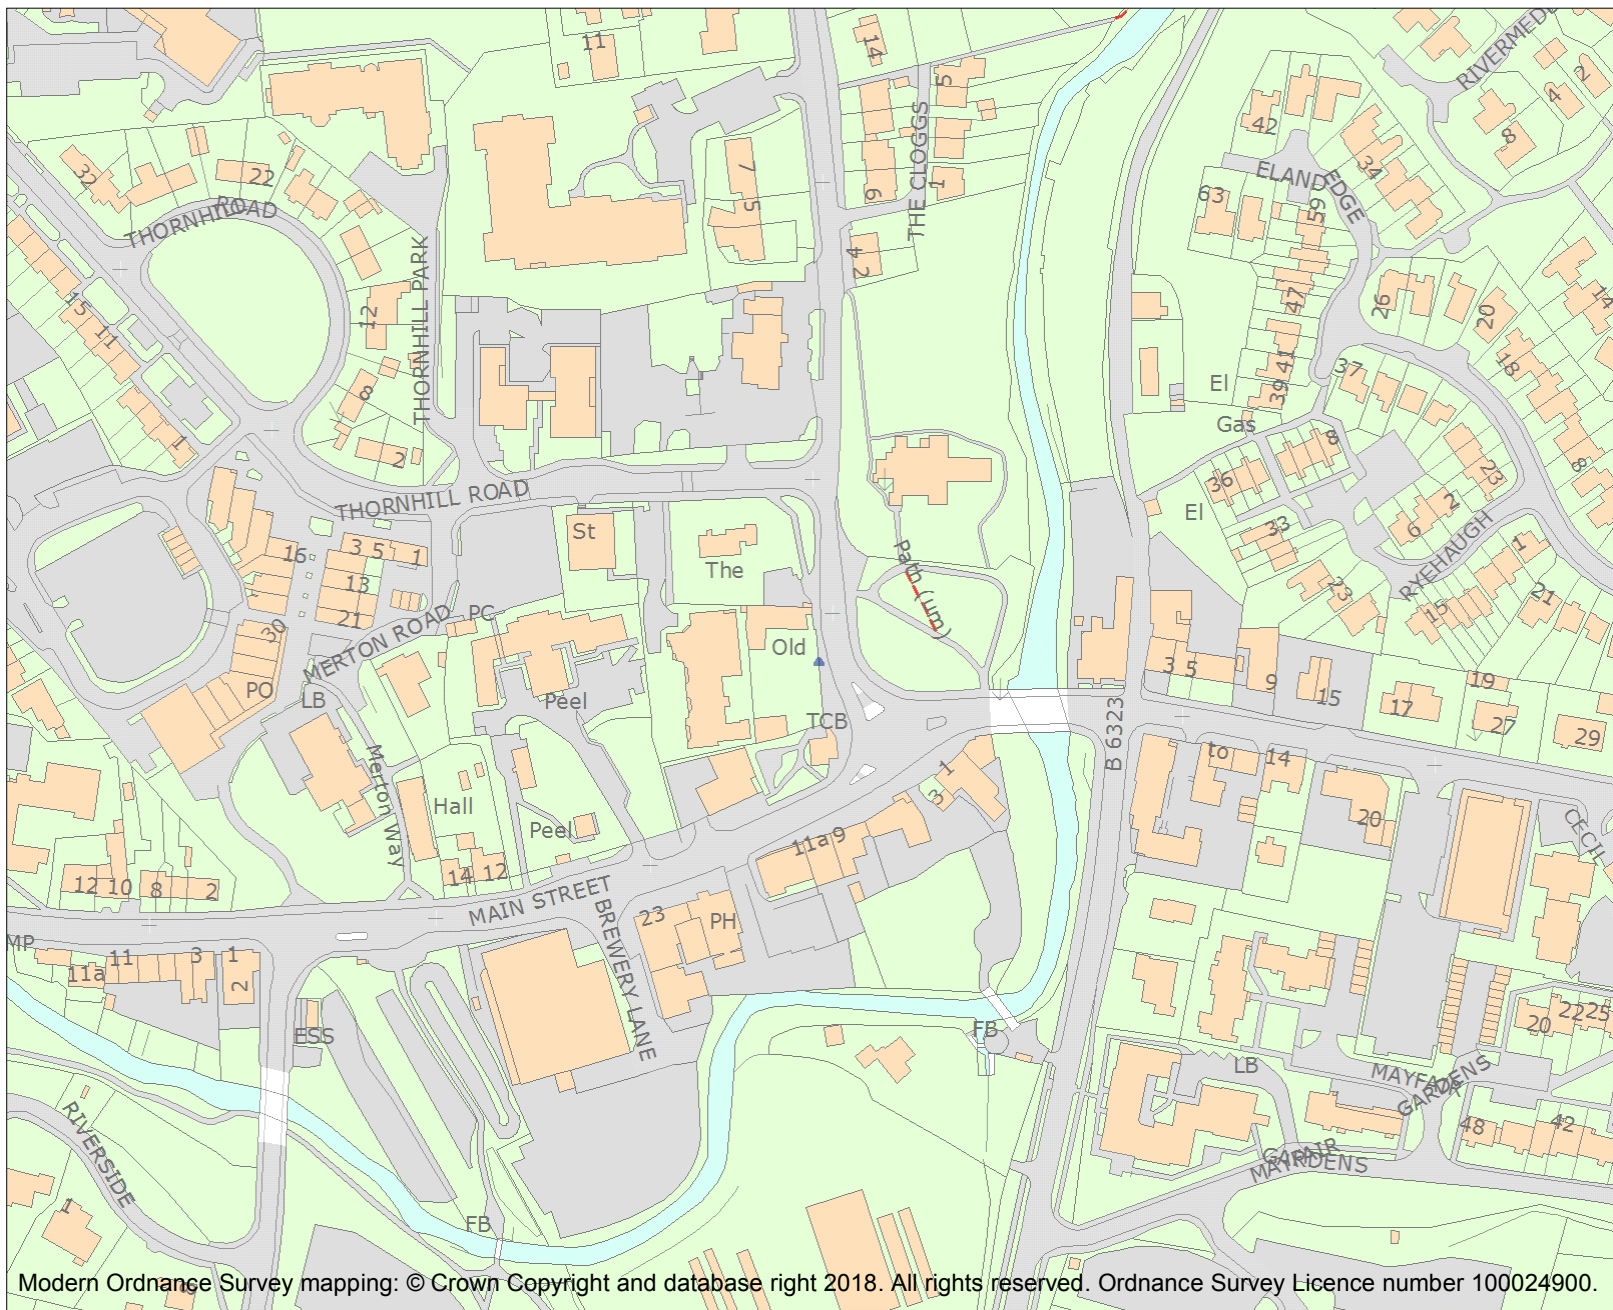 14
11
5
RIVERMEDE
2
4
8
42
34
THE CLOGGS
ELAND
EDGE
63
59
32
22
ROAD
THORNHILL
7
5
6
1
4
2
THORNHILL PARK
12
15
11
47
26
20
14
18
41
39
37
El
Gas
8
8
2
1
8
23
36
THORNHILL ROAD
El
33
2
6
RYEHAUGH
1
St
The
Path (um)
16
3 5
1
13
21
PC
MERTON ROAD
30
PO
LB
Old
23
15
21
Peel
TCB
3
5
9
15
17
19
27
29
B 6323
to
14
20
Merton Way
Hall
Peel
1
3
11a 9
CECIL
12 10
8
2
14 12
MAIN STREET
BREWERY LANE
23
PH
MP
11
11a
3
1
2
ESS
FB
20
22
25
LB
MAYFAIR
GARDENS
48
42
MAYFAIR
GARDENS
RIVERSIDE
1
FB
8
Modern Ordnance Survey mapping: © Crown Copyright and database right 2018. All rights reserved. Ordnance Survey Licence number 100024900.